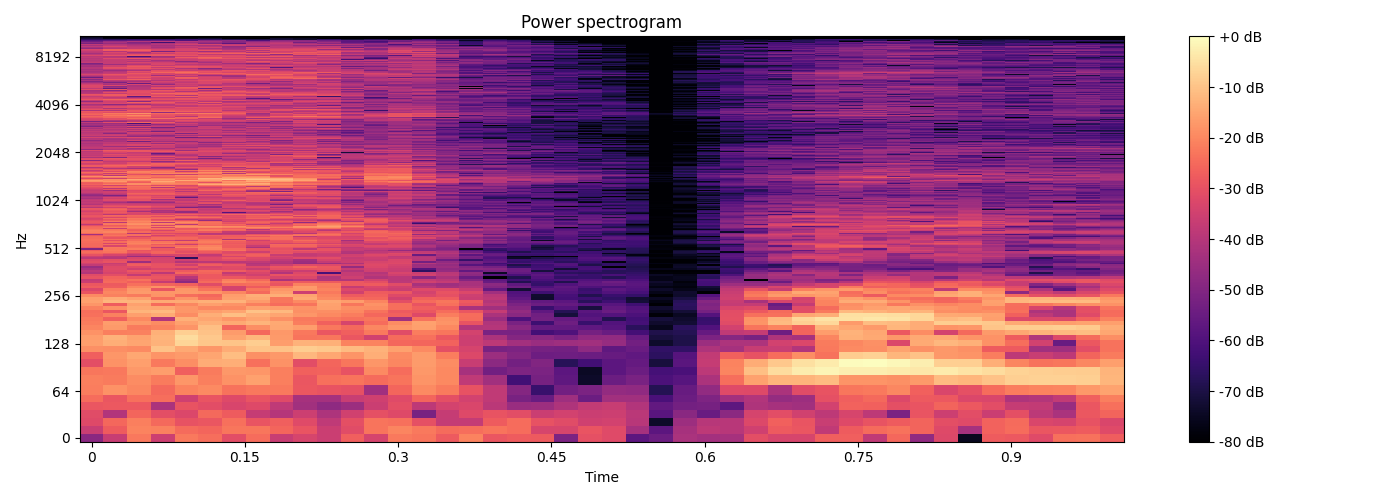 Power spectrogram
8192
4096
2048
1024
512
256
128
64
0
Hz
0
0.15
0.3
0.45
0.6
0.75
0.9
Time
+0 dB
-10 dB
-20 dB
-30 dB
-40 dB
-50 dB
-60 dB
-70 dB
-80 dB